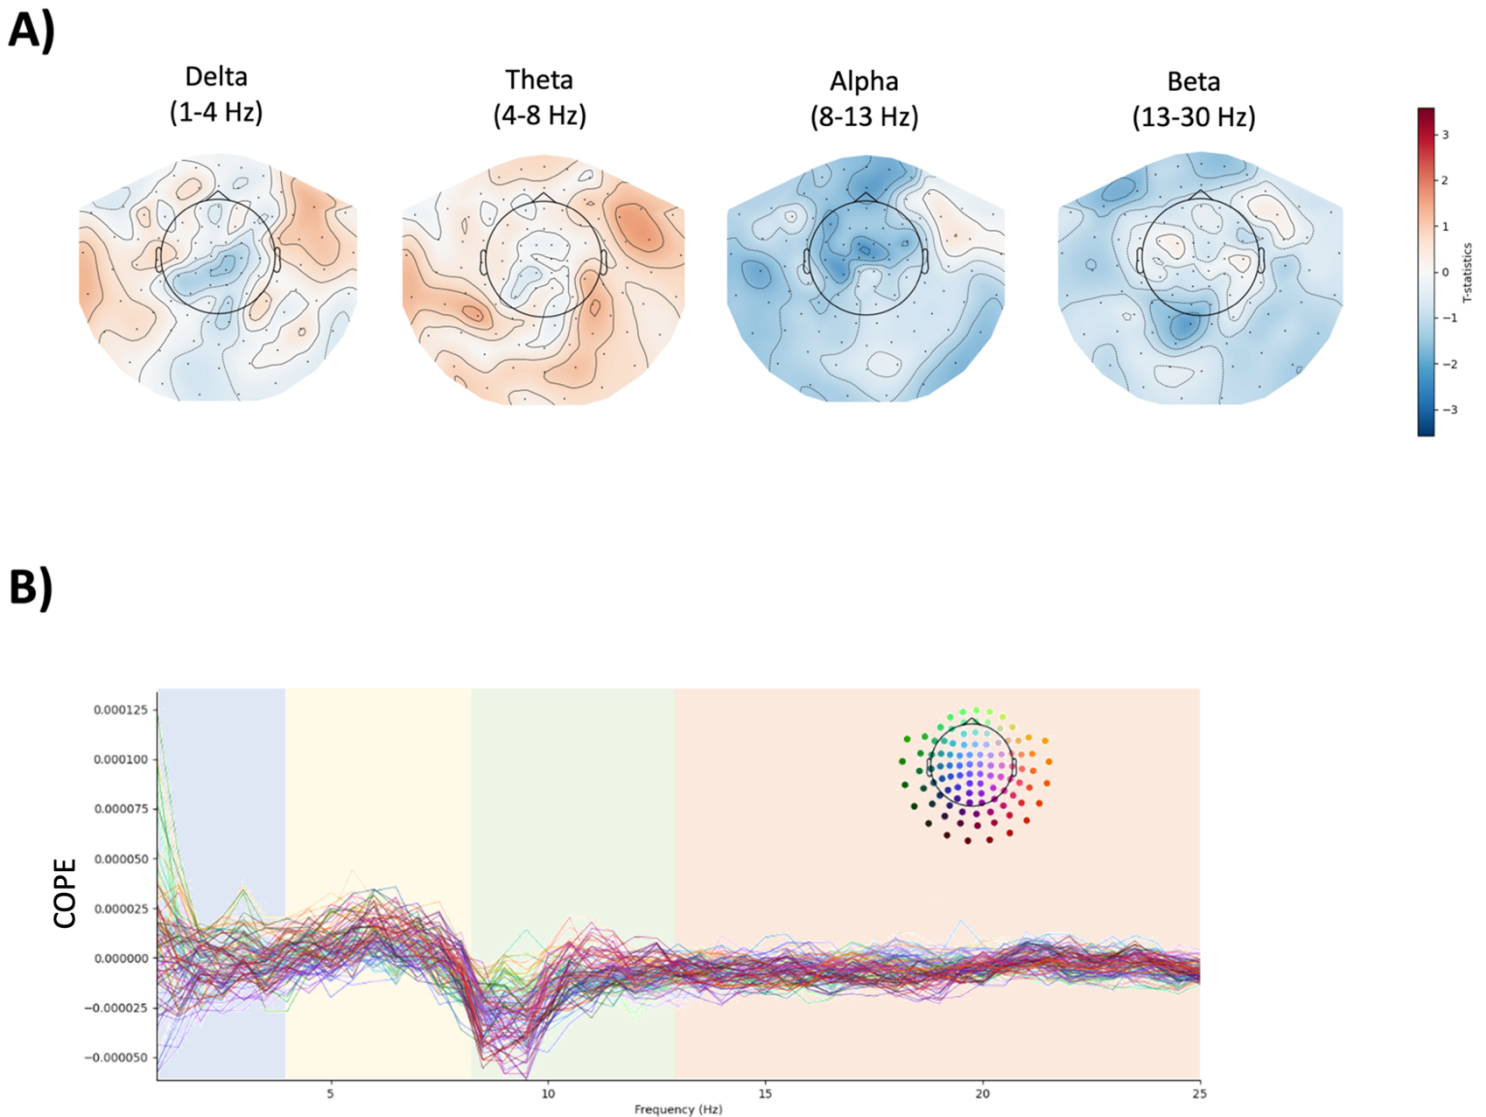 A)
Delta
(1-4 Hz)
Theta
(4-8 Hz)
Alpha
(8-13 Hz)
Beta
(13-30 Hz)
3
2
1
0
−1
−2
−3
T-statistics
B)
0.000125
0.000100
0.000075
0.000050
0.000025
0.000000
−0.000025
−0.000050
COPE
5
10
15
20
25
Frequency (Hz)